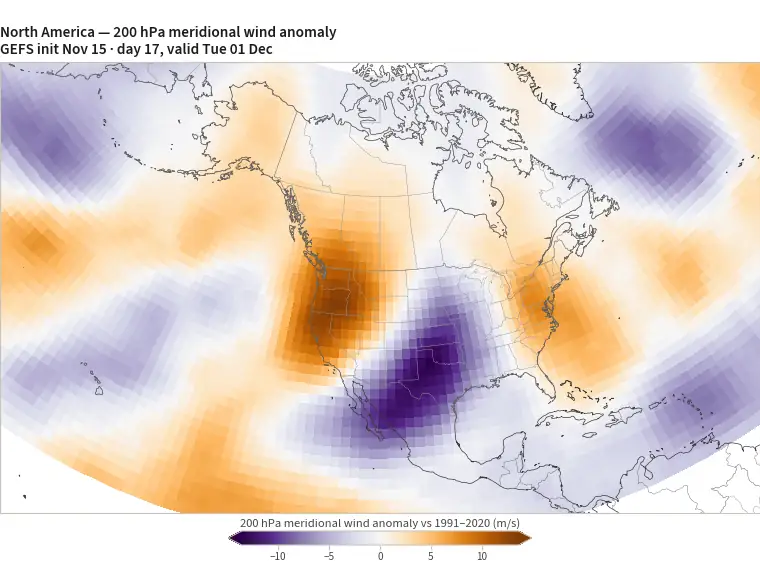 North America — 200 hPa meridional wind anomaly
GEFS init Nov 15 · day 17, valid Tue 01 Dec
200 hPa meridional wind anomaly vs 1991–2020 (m/s)
−10 −5 0 5 10